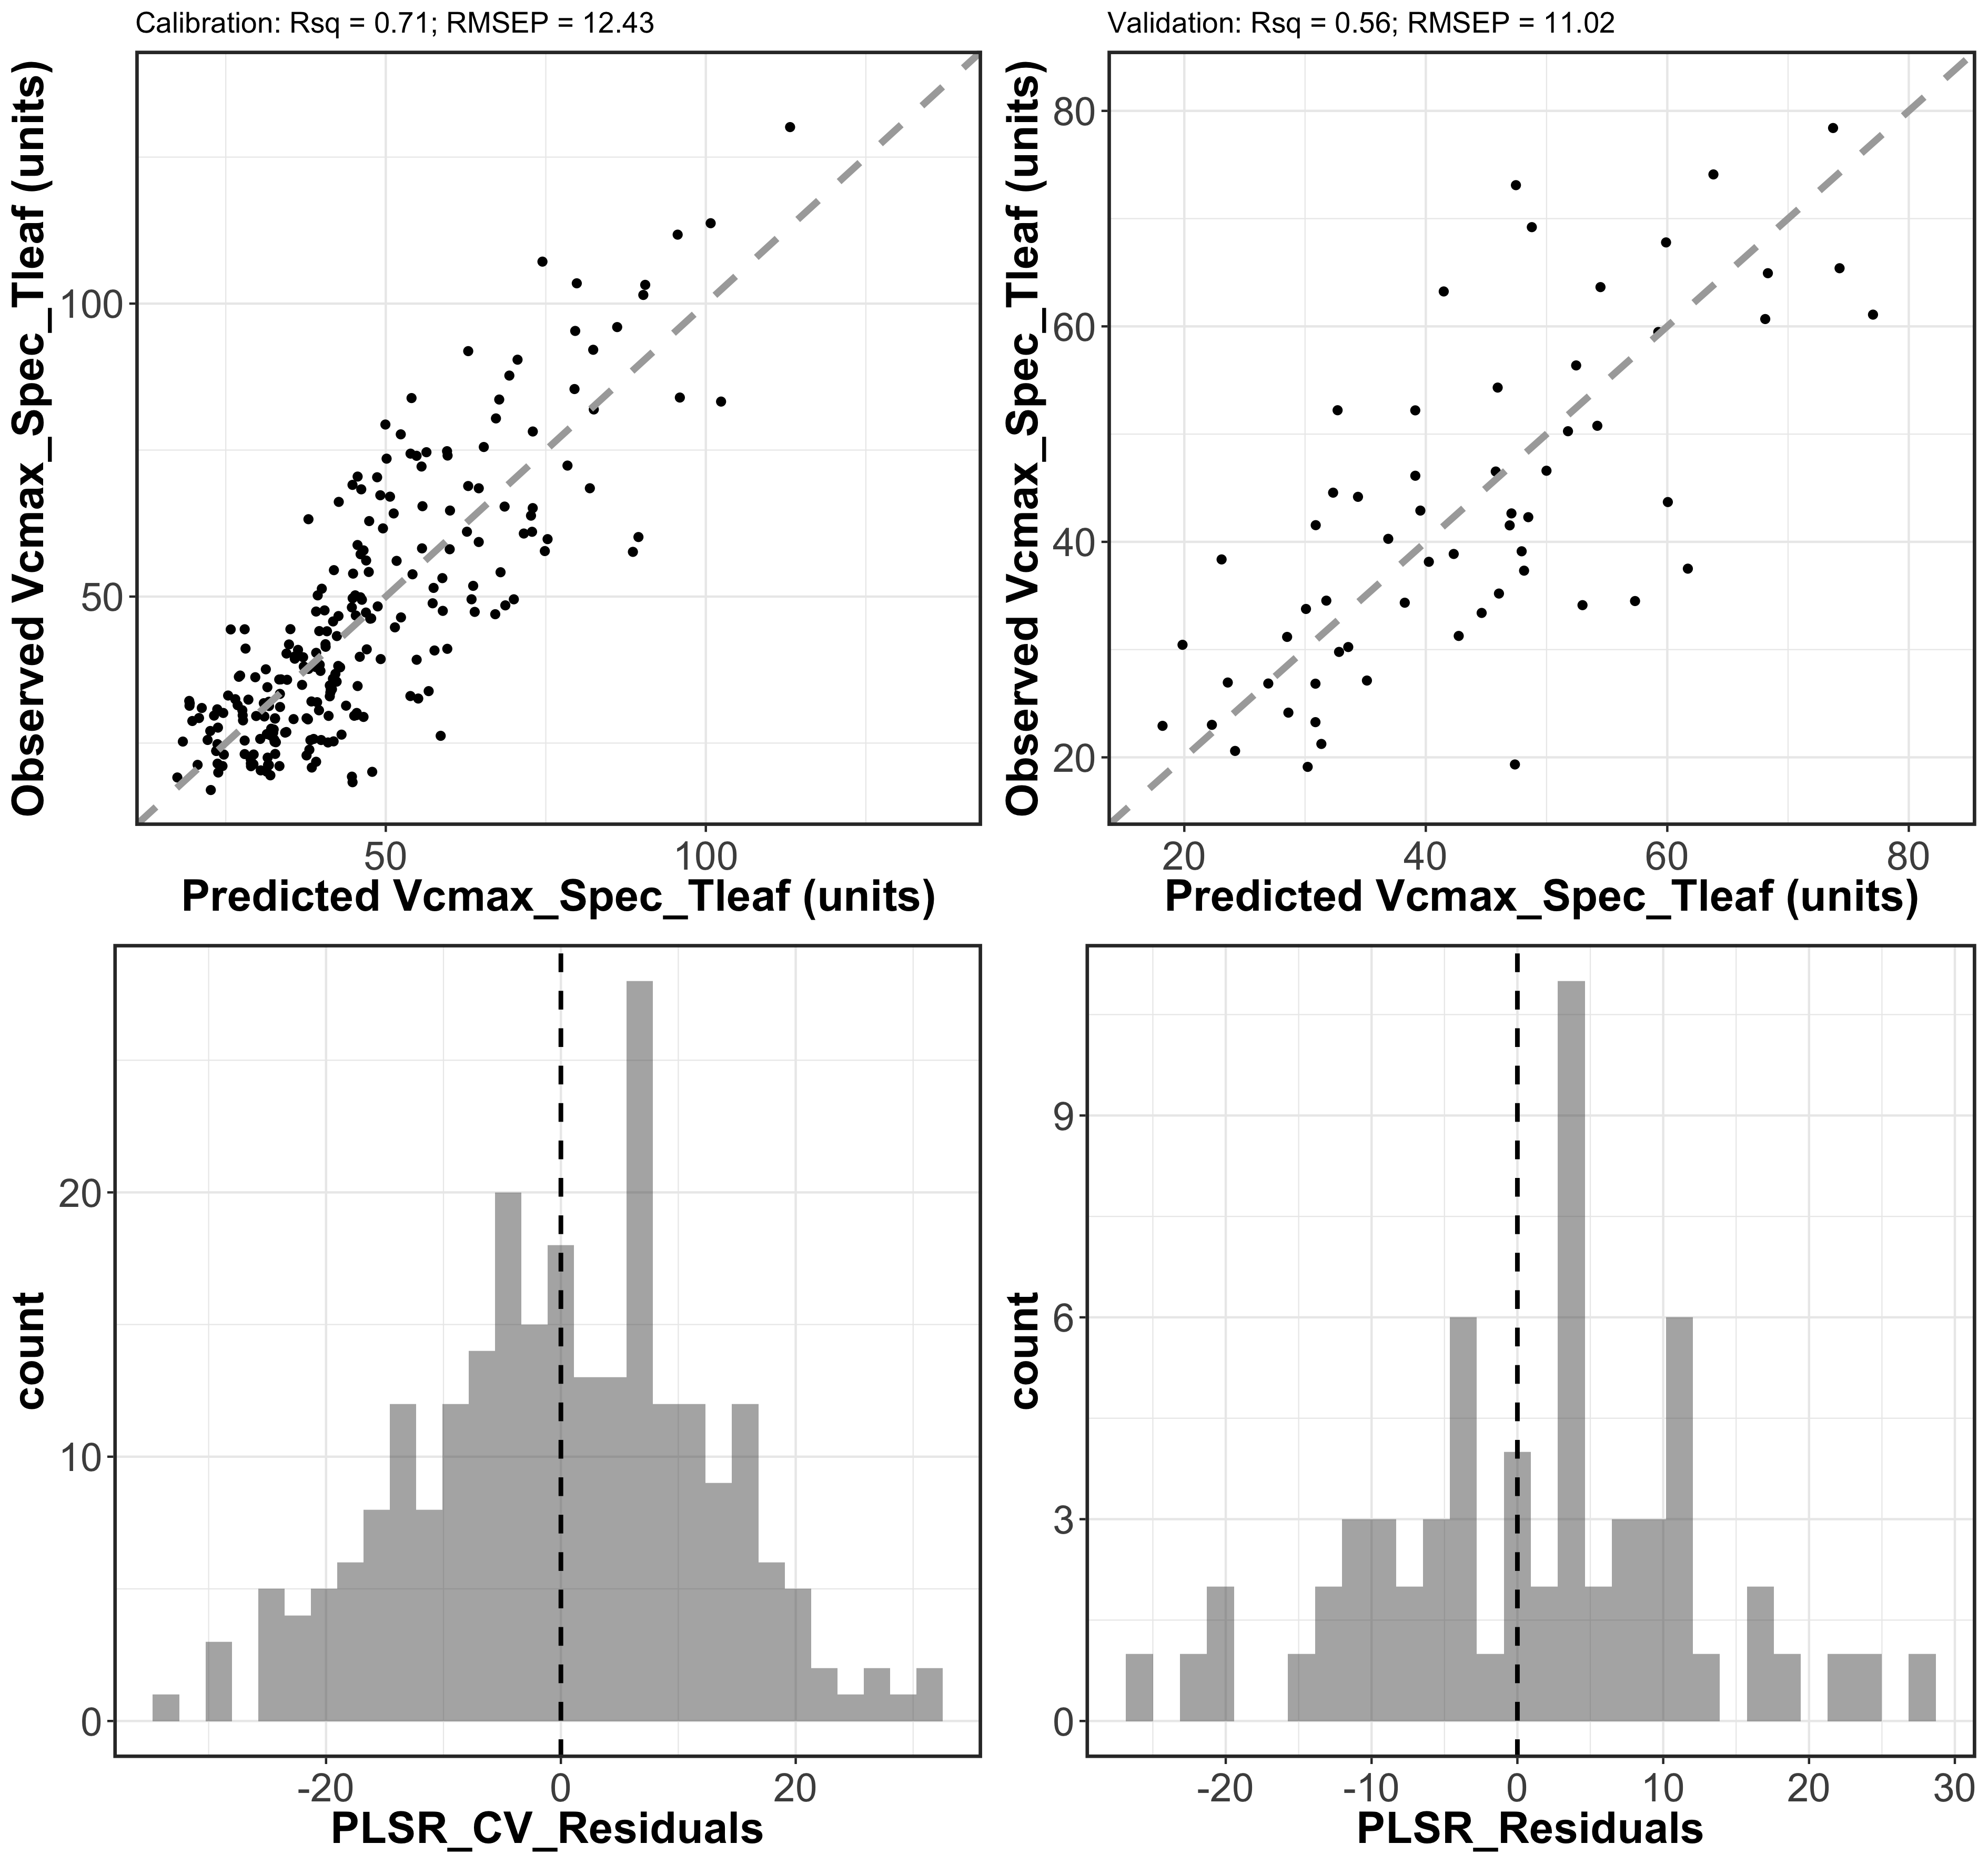 Calibration: Rsq = 0.71; RMSEP = 12.43
Observed Vcmax_Spec_Tleaf (units)
100
50
50 100
Predicted Vcmax_Spec_Tleaf (units)
Validation: Rsq = 0.56; RMSEP = 11.02
Observed Vcmax_Spec_Tleaf (units)
80
60
40
20
20 40 60 80
Predicted Vcmax_Spec_Tleaf (units)
count
20
10
0
-20 0 20
PLSR_CV_Residuals
count
9
6
3
0
-20 -10 0 10 20 30
PLSR_Residuals